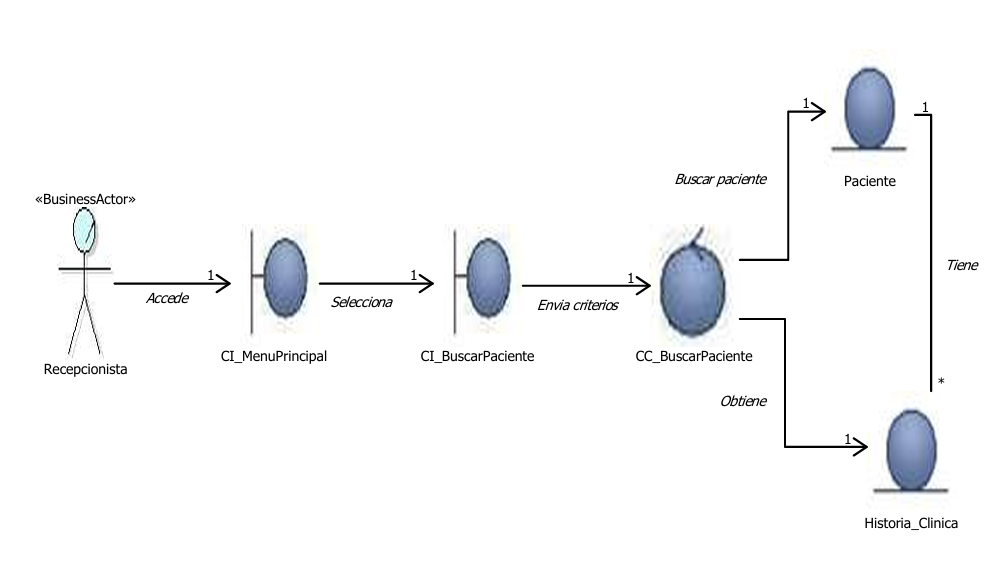 «BusinessActor»
Recepcionista
1
Accede
CI_MenuPrincipal
1
Selecciona
CI_BuscarPaciente
1
Envia criterios
CC_BuscarPaciente
Buscar paciente
1
Paciente
1
Tiene
*
Obtiene
1
Historia_Clinica